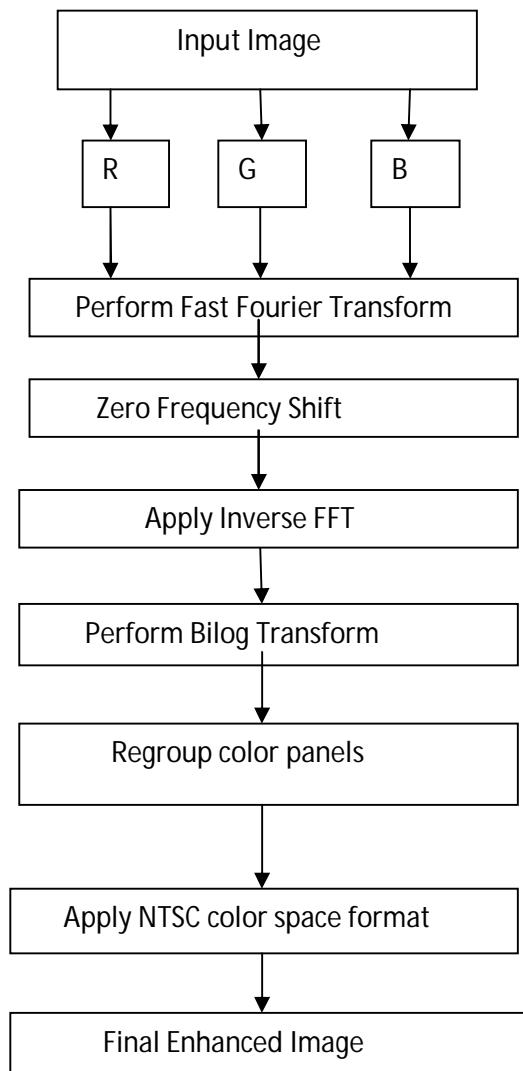 Input Image
R
G
B
Perform Fast Fourier Transform
Zero Frequency Shift
Apply Inverse FFT
Perform Bilog Transform
Regroup color panels
Apply NTSC color space format
Final Enhanced Image